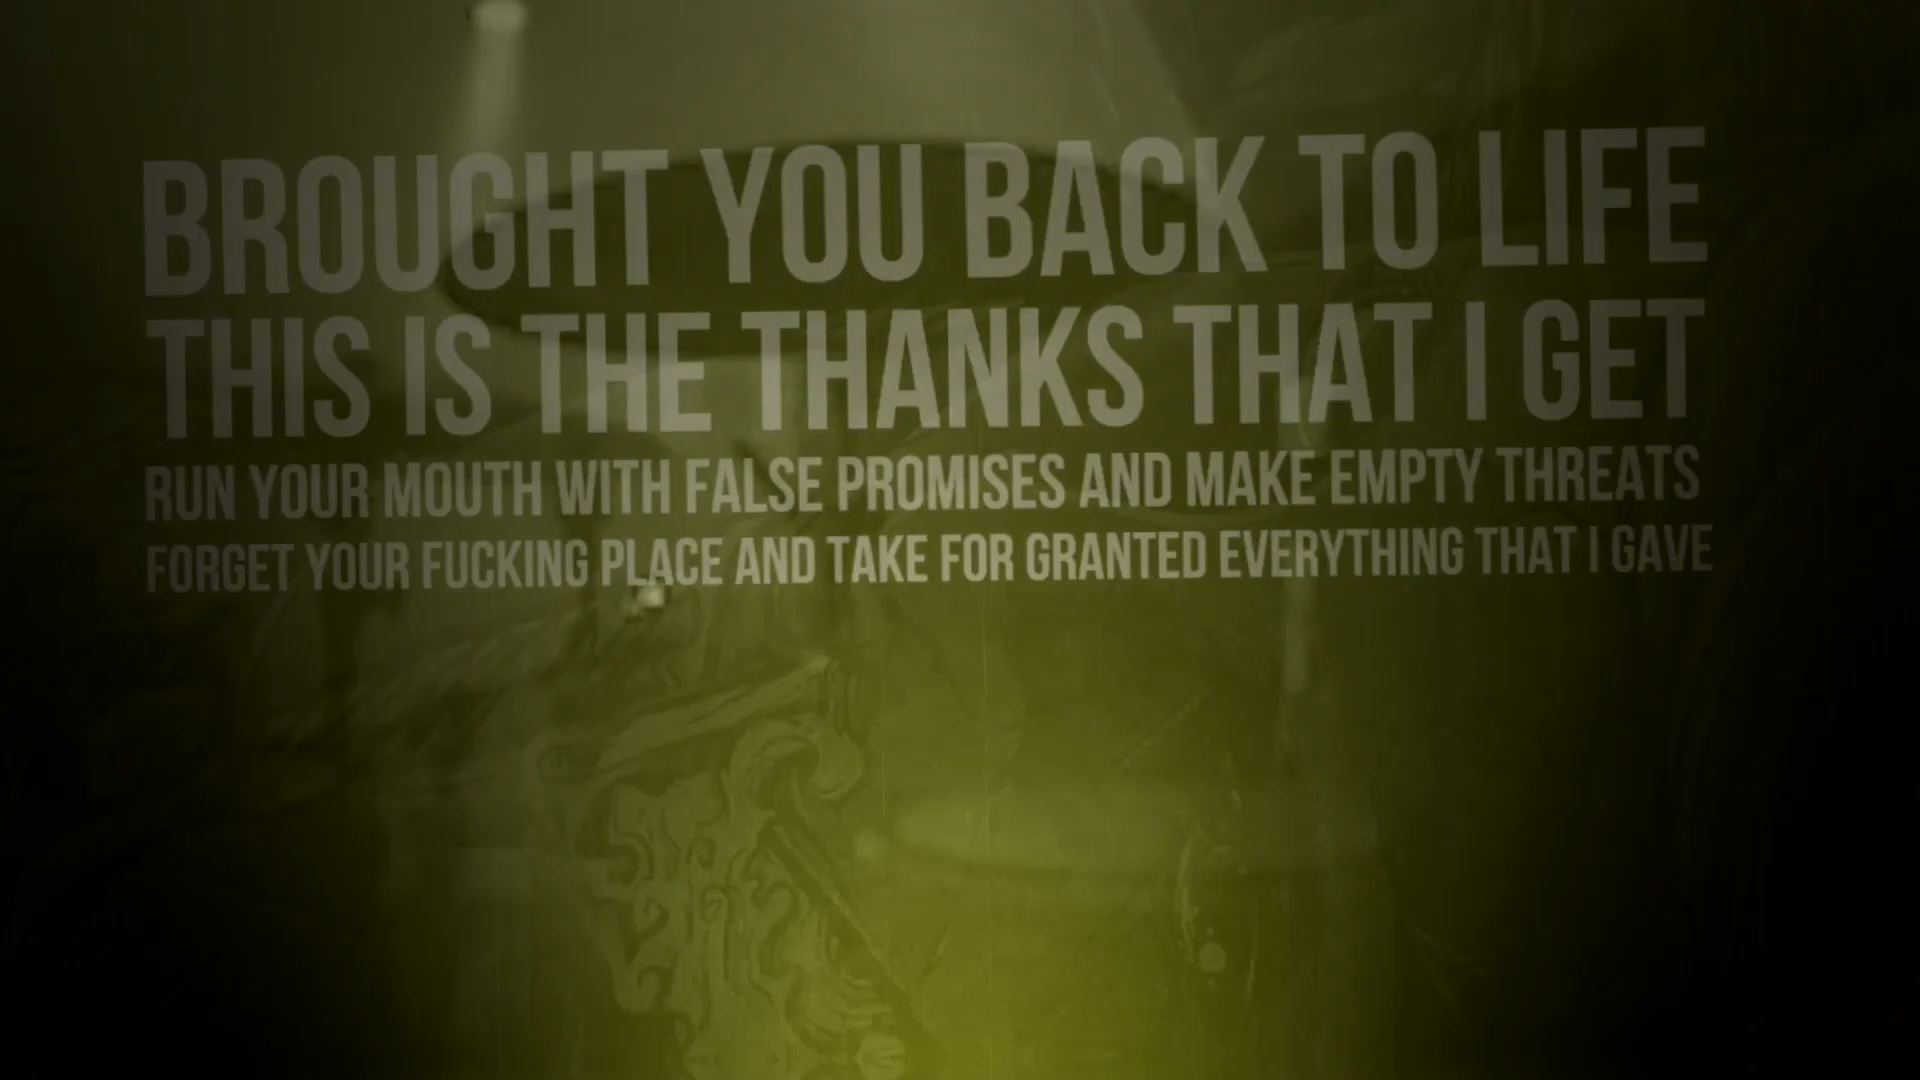 BROUGHT YOU BACK TO LIFE
THIS IS THE THANKS THAT I GET
RUN YOUR MOUTH WITH FALSE PROMISES AND MAKE EMPTY THREATS
FORGET YOUR FUCKING PLACE AND TAKE FOR GRANTED EVERYTHING THAT I GAVE